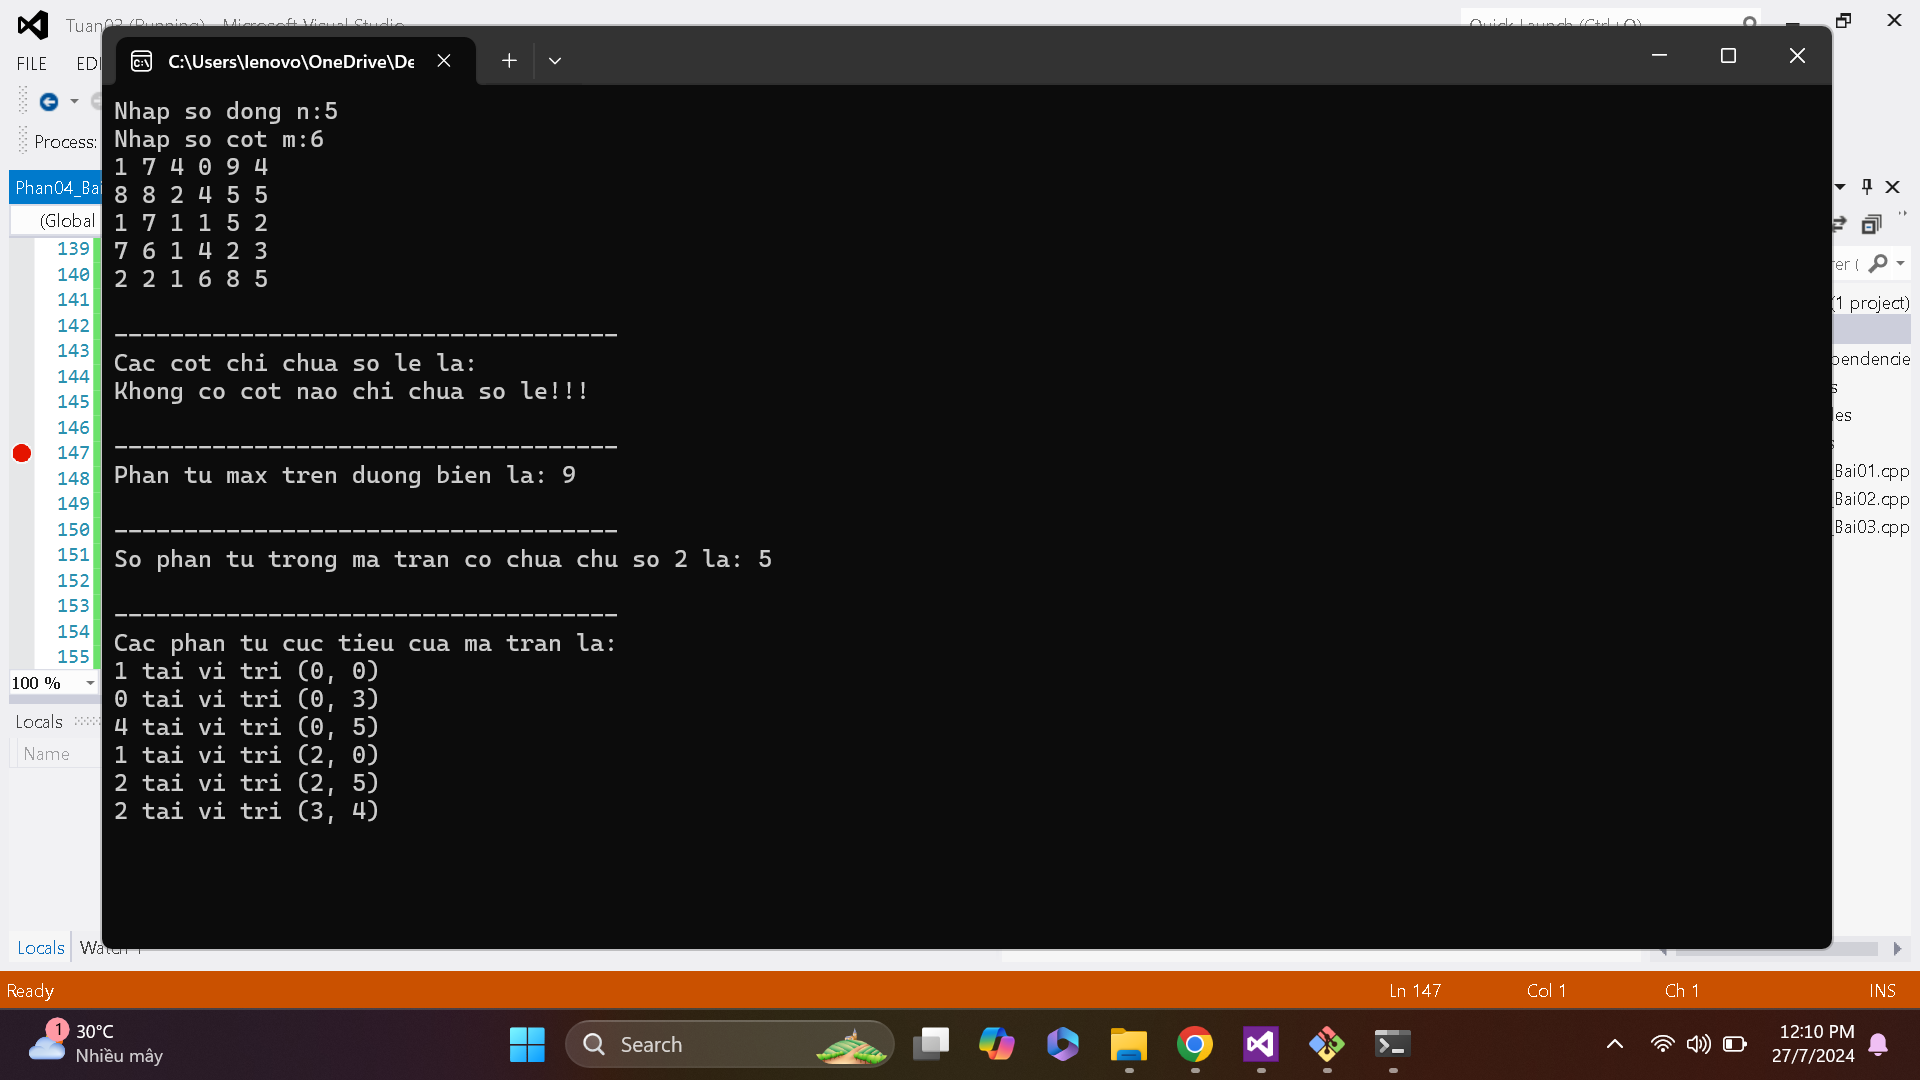 Tuan03 (Running) - Microsoft Visual Studio
Quick Launch (Ctrl+Q)
FILE
C:\Users\lenovo\OneDrive\De
Process:
Phan04_Bai
(Global
139
140
141
142
143
144
145
146
147
148
149
150
151
152
153
154
155
100 %
Locals
Name
Locals
Watch 1
Nhap so dong n:5
Nhap so cot m:6
1 7 4 0 9 4
8 8 2 4 5 5
1 7 1 1 5 2
7 6 1 4 2 3
2 2 1 6 8 5
------------------------------------
Cac cot chi chua so le la:
Khong co cot nao chi chua so le!!!
------------------------------------
Phan tu max tren duong bien la: 9
------------------------------------
So phan tu trong ma tran co chua chu so 2 la: 5
------------------------------------
Cac phan tu cuc tieu cua ma tran la:
1 tai vi tri (0, 0)
0 tai vi tri (0, 3)
4 tai vi tri (0, 5)
1 tai vi tri (2, 0)
2 tai vi tri (2, 5)
2 tai vi tri (3, 4)
(1 project)
pendencie
_Bai01.cpp
_Bai02.cpp
_Bai03.cpp
Ready
Ln 147
Col 1
Ch 1
INS
1
30°C
Nhiều mây
Search
12:10 PM
27/7/2024